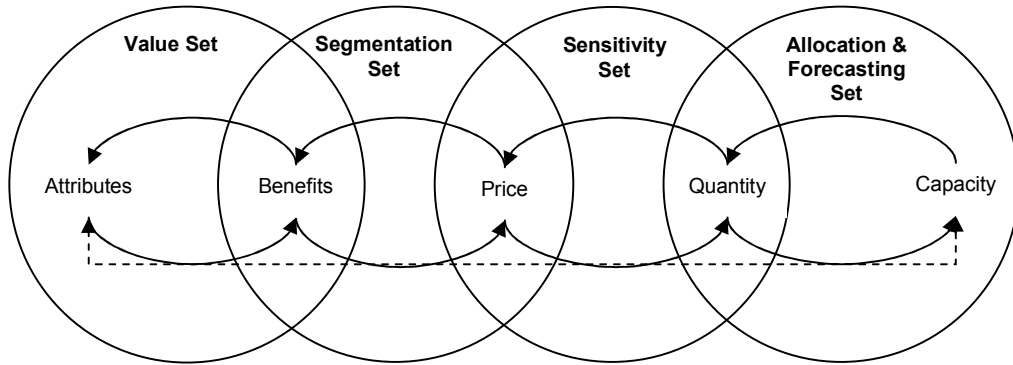 Value Set
Segmentation
Set
Sensitivity
Set
Allocation &
Forecasting
Set
Attributes
Benefits
Price
Quantity
Capacity